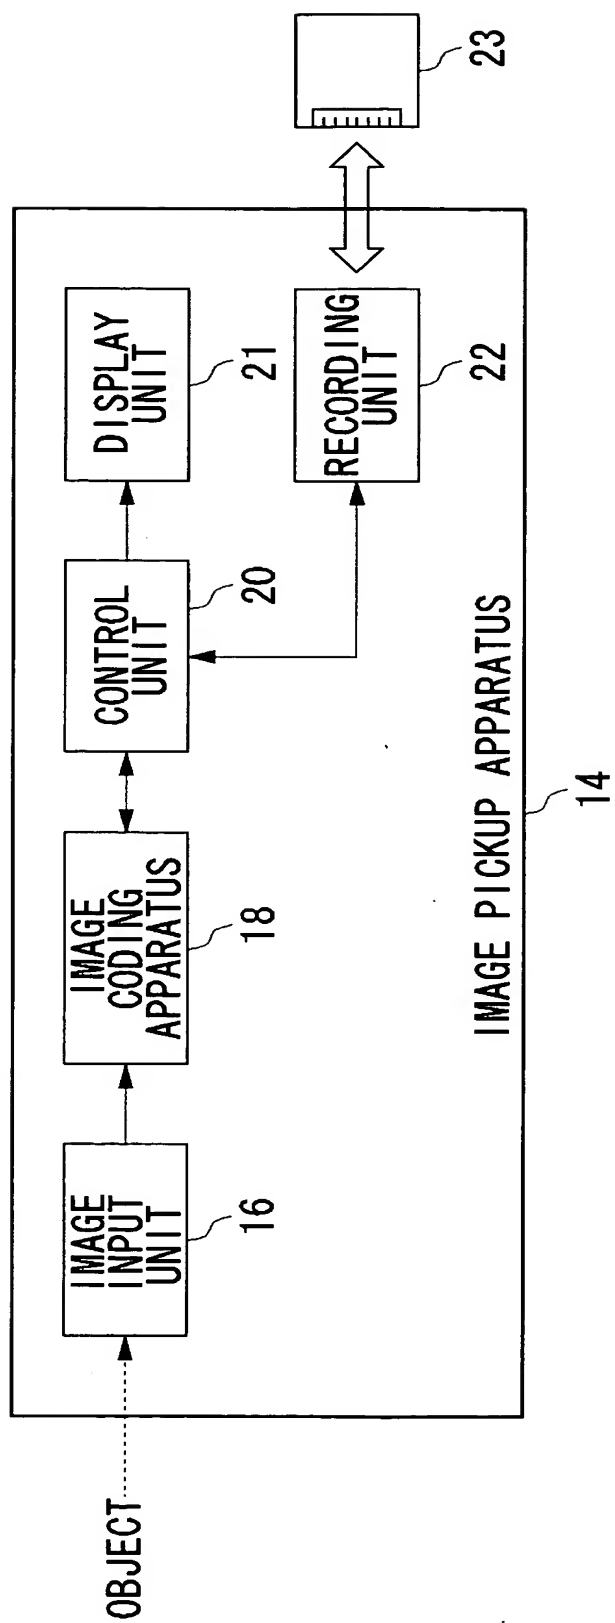 OBJECT
IMAGE
INPUT
UNIT
16
IMAGE
CODING
APPARATUS
18
CONTROL
UNIT
20
DISPLAY
UNIT
21
RECORDING
UNIT
22
23
IMAGE PICKUP APPARATUS
14